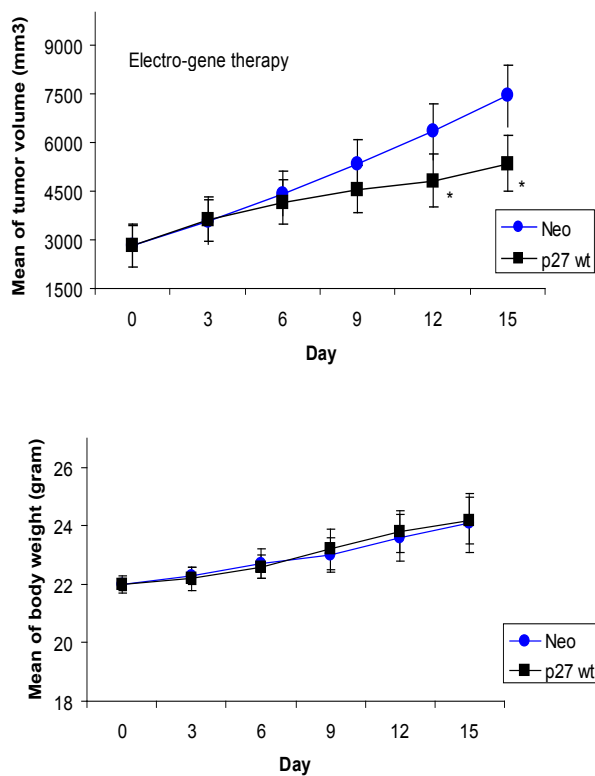 Mean of tumor volume (mm3)
9000
7500
6000
4500
3000
1500
Electro-gene therapy
*
*
Neo
p27 wt
0 3 6 9 12 15
Day
Mean of body weight (gram)
26
24
22
20
18
Neo
p27 wt
0 3 6 9 12 15
Day